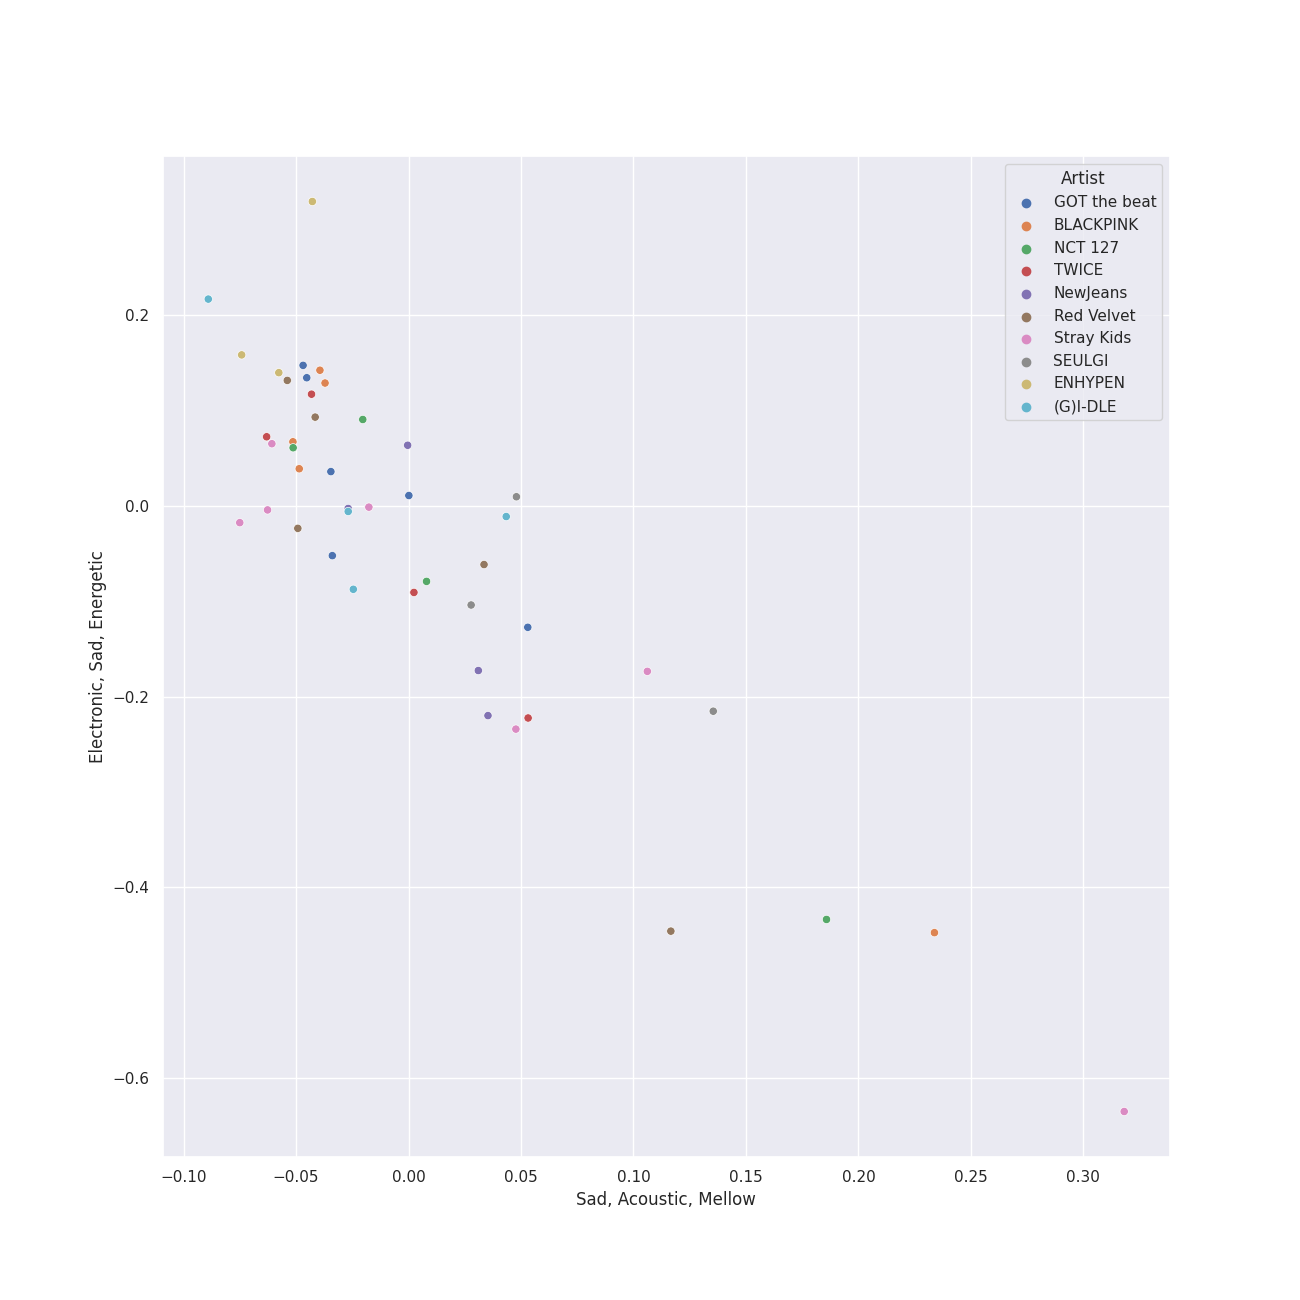 Artist
GOT the beat
BLACKPINK
NCT 127
TWICE
NewJeans
Red Velvet
Stray Kids
SEULGI
ENHYPEN
(G)I-DLE
0.2
0.0
−0.2
−0.4
−0.6
Electronic, Sad, Energetic
−0.10 −0.05 0.00 0.05 0.10 0.15 0.20 0.25 0.30
Sad, Acoustic, Mellow